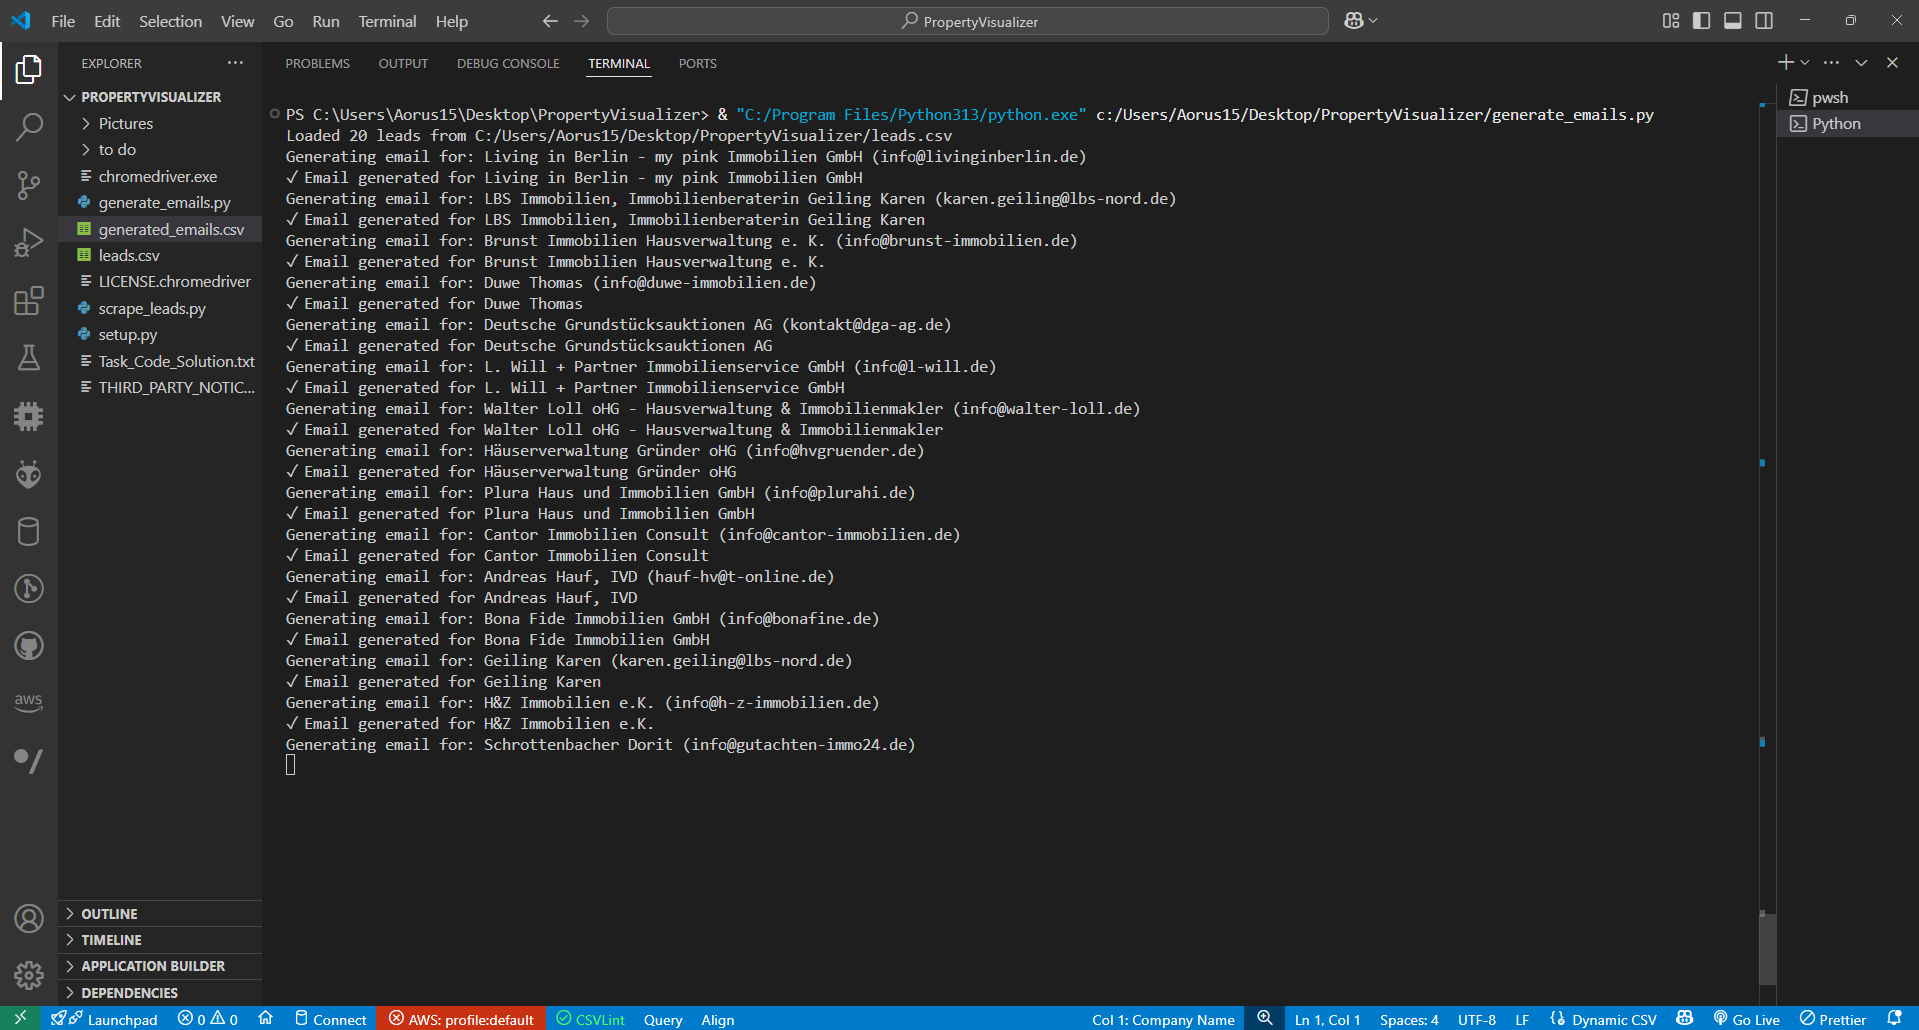 File Edit Selection View Go Run Terminal Help
PropertyVisualizer
EXPLORER
PROPERTYVISUALIZER
Pictures
to do
chromedriver.exe
generate_emails.py
generated_emails.csv
leads.csv
LICENSE.chromedriver
scrape_leads.py
setup.py
Task_Code_Solution.txt
THIRD_PARTY_NOTIC...
OUTLINE
TIMELINE
APPLICATION BUILDER
DEPENDENCIES
aws
PROBLEMS OUTPUT DEBUG CONSOLE TERMINAL PORTS
PS C:\Users\Aorus15\Desktop\PropertyVisualizer> & "C:/Program Files/Python313/python.exe" c:/Users/Aorus15/Desktop/PropertyVisualizer/generate_emails.py
Loaded 20 leads from C:/Users/Aorus15/Desktop/PropertyVisualizer/leads.csv
Generating email for: Living in Berlin - my pink Immobilien GmbH (info@livinginberlin.de)
✓ Email generated for Living in Berlin - my pink Immobilien GmbH
Generating email for: LBS Immobilien, Immobilienberaterin Geiling Karen (karen.geiling@lbs-nord.de)
✓ Email generated for LBS Immobilien, Immobilienberaterin Geiling Karen
Generating email for: Brunst Immobilien Hausverwaltung e. K. (info@brunst-immobilien.de)
✓ Email generated for Brunst Immobilien Hausverwaltung e. K.
Generating email for: Duwe Thomas (info@duwe-immobilien.de)
✓ Email generated for Duwe Thomas
Generating email for: Deutsche Grundstücksauktionen AG (kontakt@dga-ag.de)
✓ Email generated for Deutsche Grundstücksauktionen AG
Generating email for: L. Will + Partner Immobilienservice GmbH (info@l-will.de)
✓ Email generated for L. Will + Partner Immobilienservice GmbH
Generating email for: Walter Loll oHG - Hausverwaltung & Immobilienmakler (info@walter-loll.de)
✓ Email generated for Walter Loll oHG - Hausverwaltung & Immobilienmakler
Generating email for: Häuserverwaltung Gründer oHG (info@hvgruender.de)
✓ Email generated for Häuserverwaltung Gründer oHG
Generating email for: Plura Haus und Immobilien GmbH (info@plurahi.de)
✓ Email generated for Plura Haus und Immobilien GmbH
Generating email for: Cantor Immobilien Consult (info@cantor-immobilien.de)
✓ Email generated for Cantor Immobilien Consult
Generating email for: Andreas Hauf, IVD (hauf-hv@t-online.de)
✓ Email generated for Andreas Hauf, IVD
Generating email for: Bona Fide Immobilien GmbH (info@bonafine.de)
✓ Email generated for Bona Fide Immobilien GmbH
Generating email for: Geiling Karen (karen.geiling@lbs-nord.de)
✓ Email generated for Geiling Karen
Generating email for: H&Z Immobilien e.K. (info@h-z-immobilien.de)
✓ Email generated for H&Z Immobilien e.K.
Generating email for: Schrottenbacher Dorit (info@gutachten-immo24.de)
pwsh
Python
Launchpad 0 0 Connect AWS: profile:default CSVLint Query Align Col 1: Company Name Ln 1, Col 1 Spaces: 4 UTF-8 LF Dynamic CSV Go Live Prettier